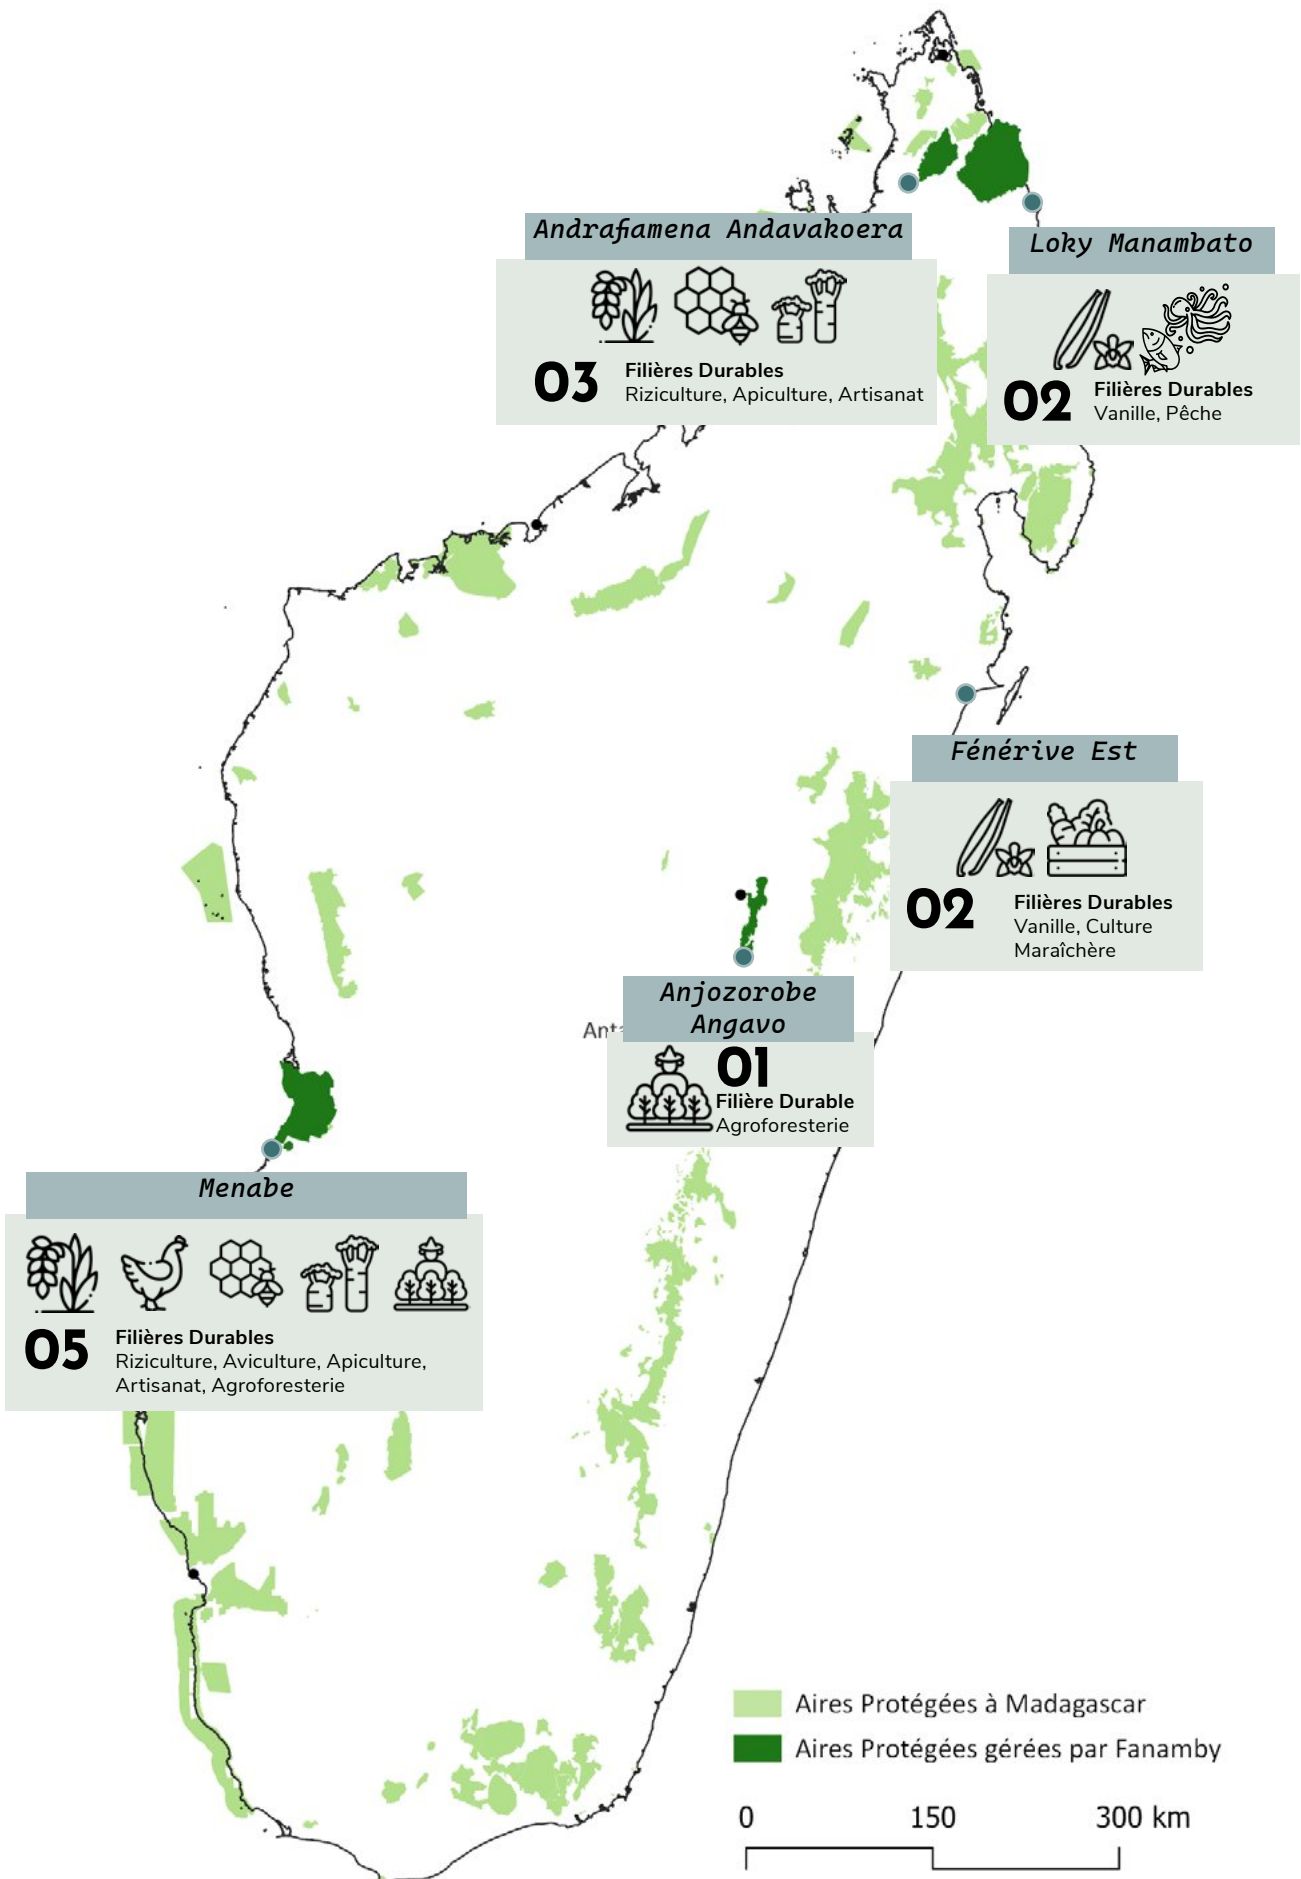 Andrafiamena Andavakoera
03
Filières Durables
Riziculture, Apiculture, Artisanat
Loky Manambato
02
Filières Durables
Vanille, Pêche
Fénérive Est
02
Filières Durables
Vanille, Culture
Maraîchère
Anjozorobe
Angavo
01
Filière Durable
Agroforesterie
Menabe
05
Filières Durables
Riziculture, Aviculture, Apiculture,
Artisanat, Agroforesterie
Aires Protégées à Madagascar
Aires Protégées gérées par Fanamby
0 150 300 km